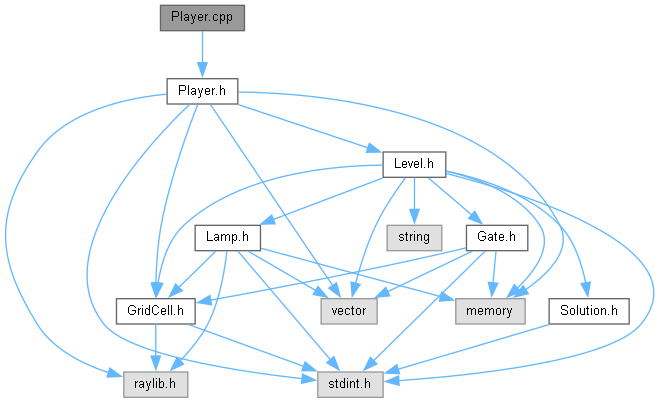 Player.cpp
Player.h
Level.h
Lamp.h
string
Gate.h
GridCell.h
vector
memory
Solution.h
raylib.h
stdint.h